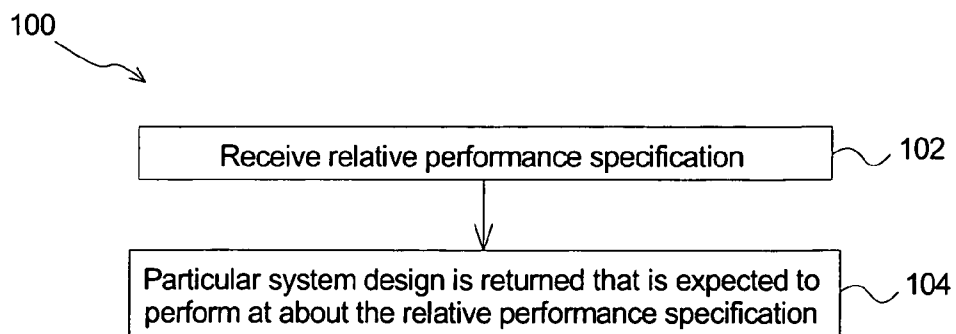 100
Receive relative performance specification
102
Particular system design is returned that is expected to
perform at about the relative performance specification
104